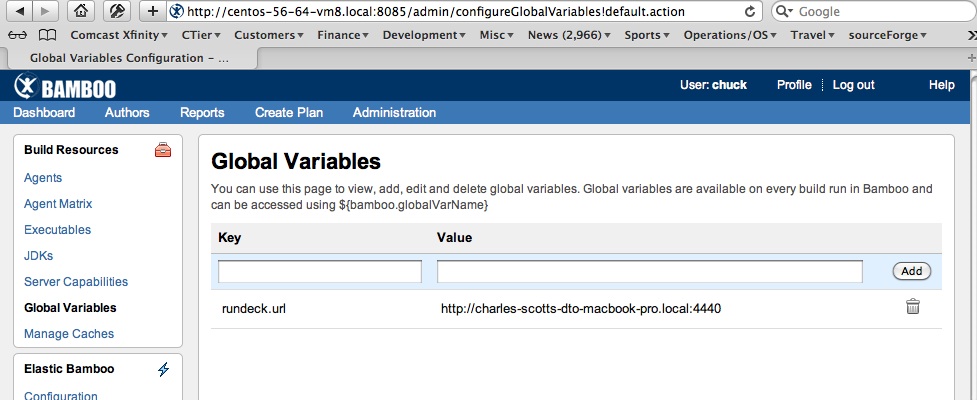 http://centos-56-64-vm8.local:8085/admin/configureGlobalVariables!default.action
Google
Comcast Xfinity CTier Customers Finance Development Misc News (2,966) Sports Operations/OS Travel sourceForge
Global Variables Configuration – ...
BAMBOO
User: chuck Profile Log out Help
Dashboard Authors Reports Create Plan Administration
Build Resources
Agents
Agent Matrix
Executables
JDKs
Server Capabilities
Global Variables
Manage Caches
Elastic Bamboo
Configuration
Global Variables
You can use this page to view, add, edit and delete global variables. Global variables are available on every build run in Bamboo and
can be accessed using ${bamboo.globalVarName}
Key Value
Add
rundeck.url http://charles-scotts-dto-macbook-pro.local:4440